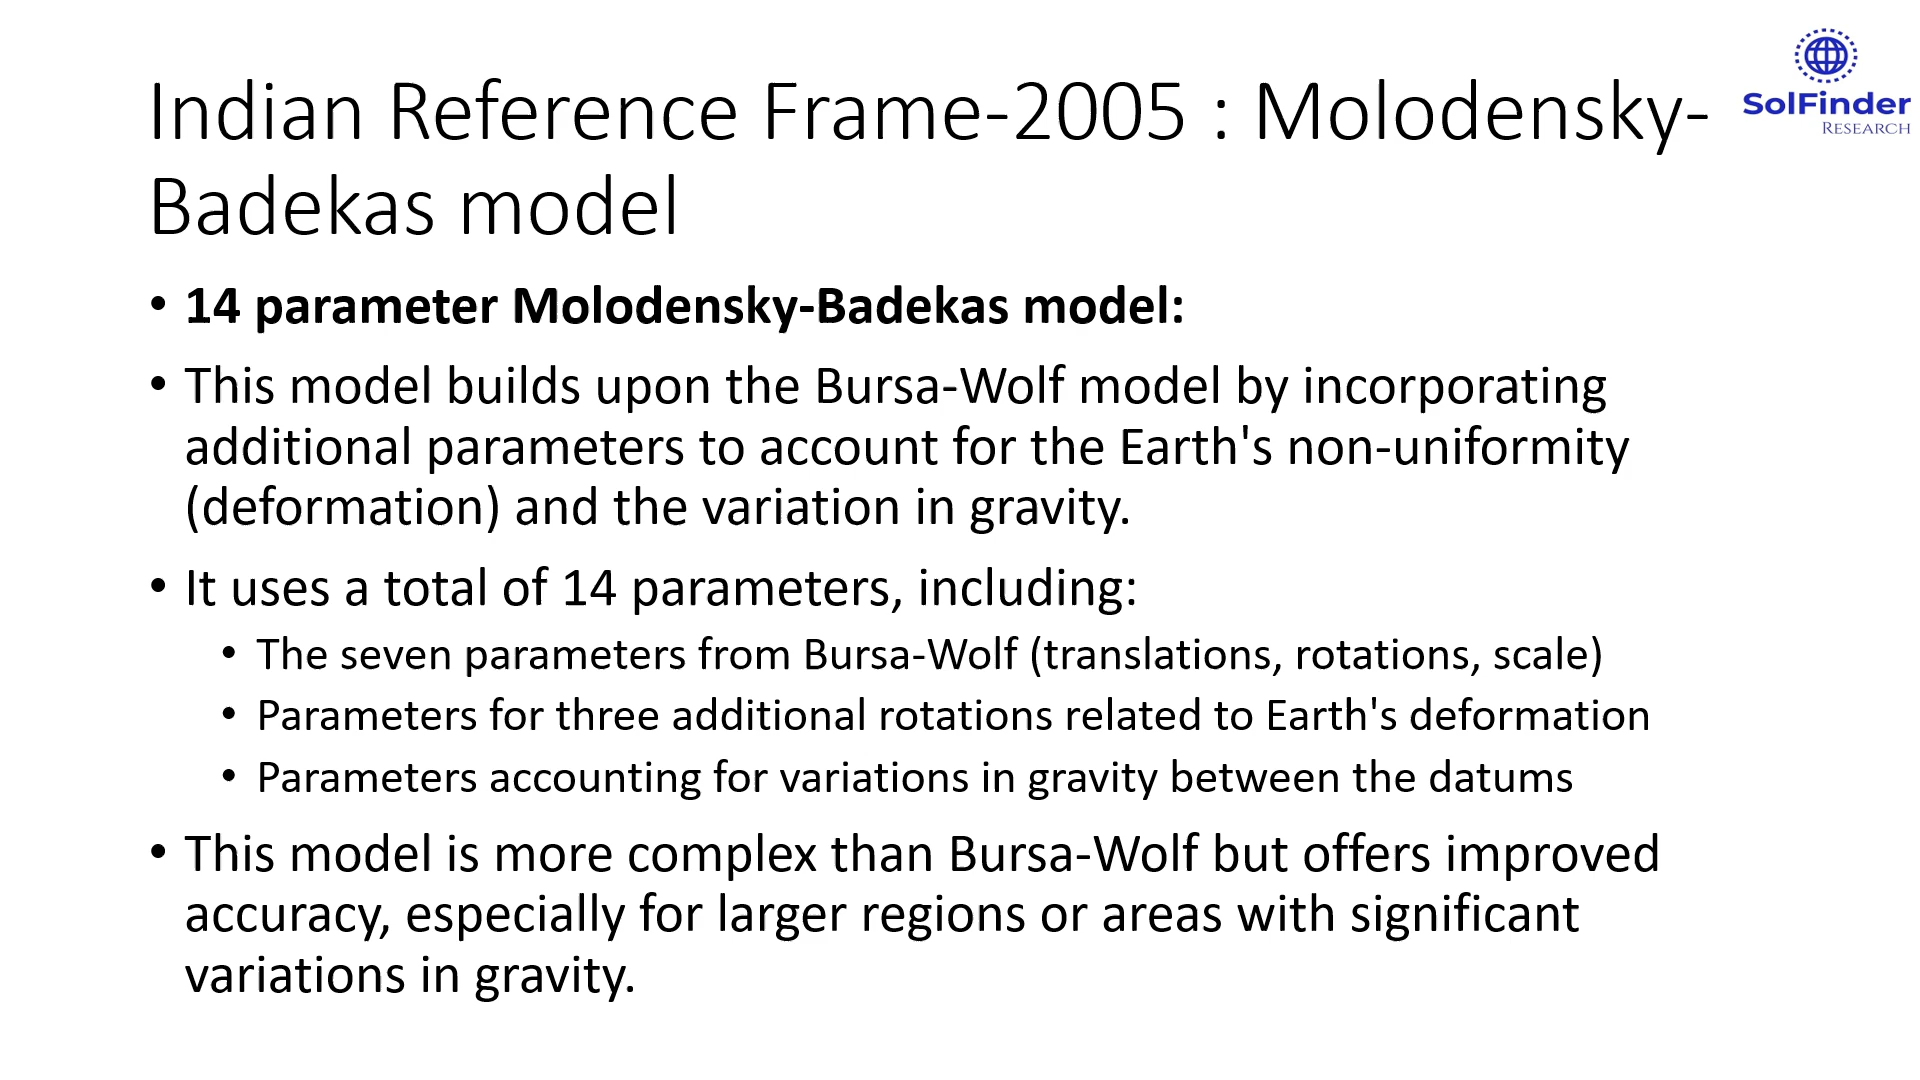 SolFinder
RESEARCH
Indian Reference Frame-2005 : Molodensky-
Badekas model
• 14 parameter Molodensky-Badekas model:
• This model builds upon the Bursa-Wolf model by incorporating
additional parameters to account for the Earth's non-uniformity
(deformation) and the variation in gravity.
• It uses a total of 14 parameters, including:
• The seven parameters from Bursa-Wolf (translations, rotations, scale)
• Parameters for three additional rotations related to Earth's deformation
• Parameters accounting for variations in gravity between the datums
• This model is more complex than Bursa-Wolf but offers improved
accuracy, especially for larger regions or areas with significant
variations in gravity.